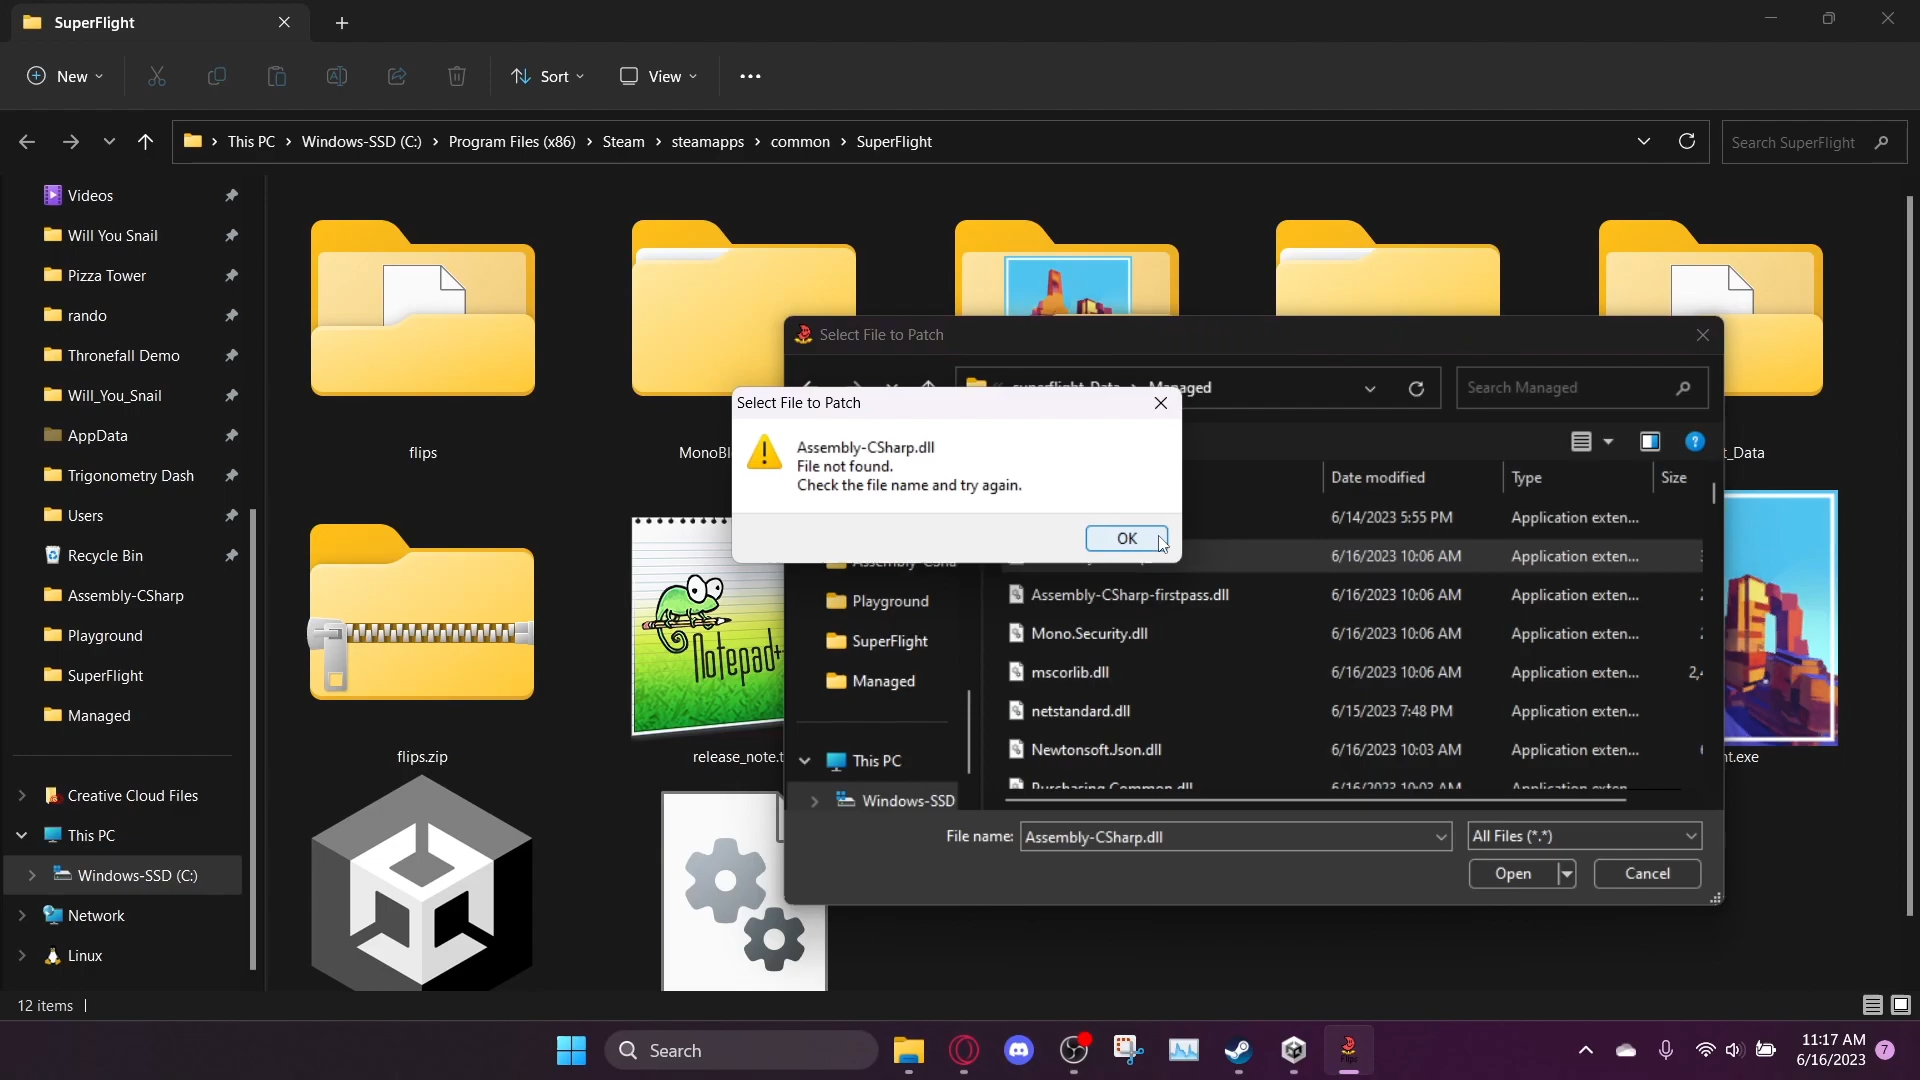 SuperFlight
New
Sort
View
This PC
Windows-SSD (C:)
Program Files (x86)
Steam
steamapps
common
SuperFlight
Search SuperFlight
Videos
Will You Snail
Pizza Tower
rando
Thronefall Demo
Will_You_Snail
AppData
Trigonometry Dash
Users
Recycle Bin
Assembly-CSharp
Playground
SuperFlight
Managed
Creative Cloud Files
This PC
Windows-SSD (C:)
Network
Linux
flips
MonoBl
t_Data
flips.zip
Notepad+
release_note.t
nt.exe
Select File to Patch
superflight_Data
Managed
Search Managed
Date modified
Type
Size
6/14/2023 5:55 PM
Application exten...
6/16/2023 10:06 AM
Application exten...
Assembly-CSharp-firstpass.dll
6/16/2023 10:06 AM
Application exten...
Mono.Security.dll
6/16/2023 10:06 AM
Application exten...
mscorlib.dll
6/16/2023 10:06 AM
Application exten...
2,4
netstandard.dll
6/15/2023 7:48 PM
Application exten...
Newtonsoft.Json.dll
6/16/2023 10:03 AM
Application exten...
Purchasing.Common.dll
6/16/2023 10:03 AM
Application exten...
Assembly-CSha
Playground
SuperFlight
Managed
This PC
Windows-SSD
File name:
Assembly-CSharp.dll
All Files (*.*)
Open
Cancel
Select File to Patch
Assembly-CSharp.dll
File not found.
Check the file name and try again.
OK
12 items
Search
Flips
11:17 AM
6/16/2023
7